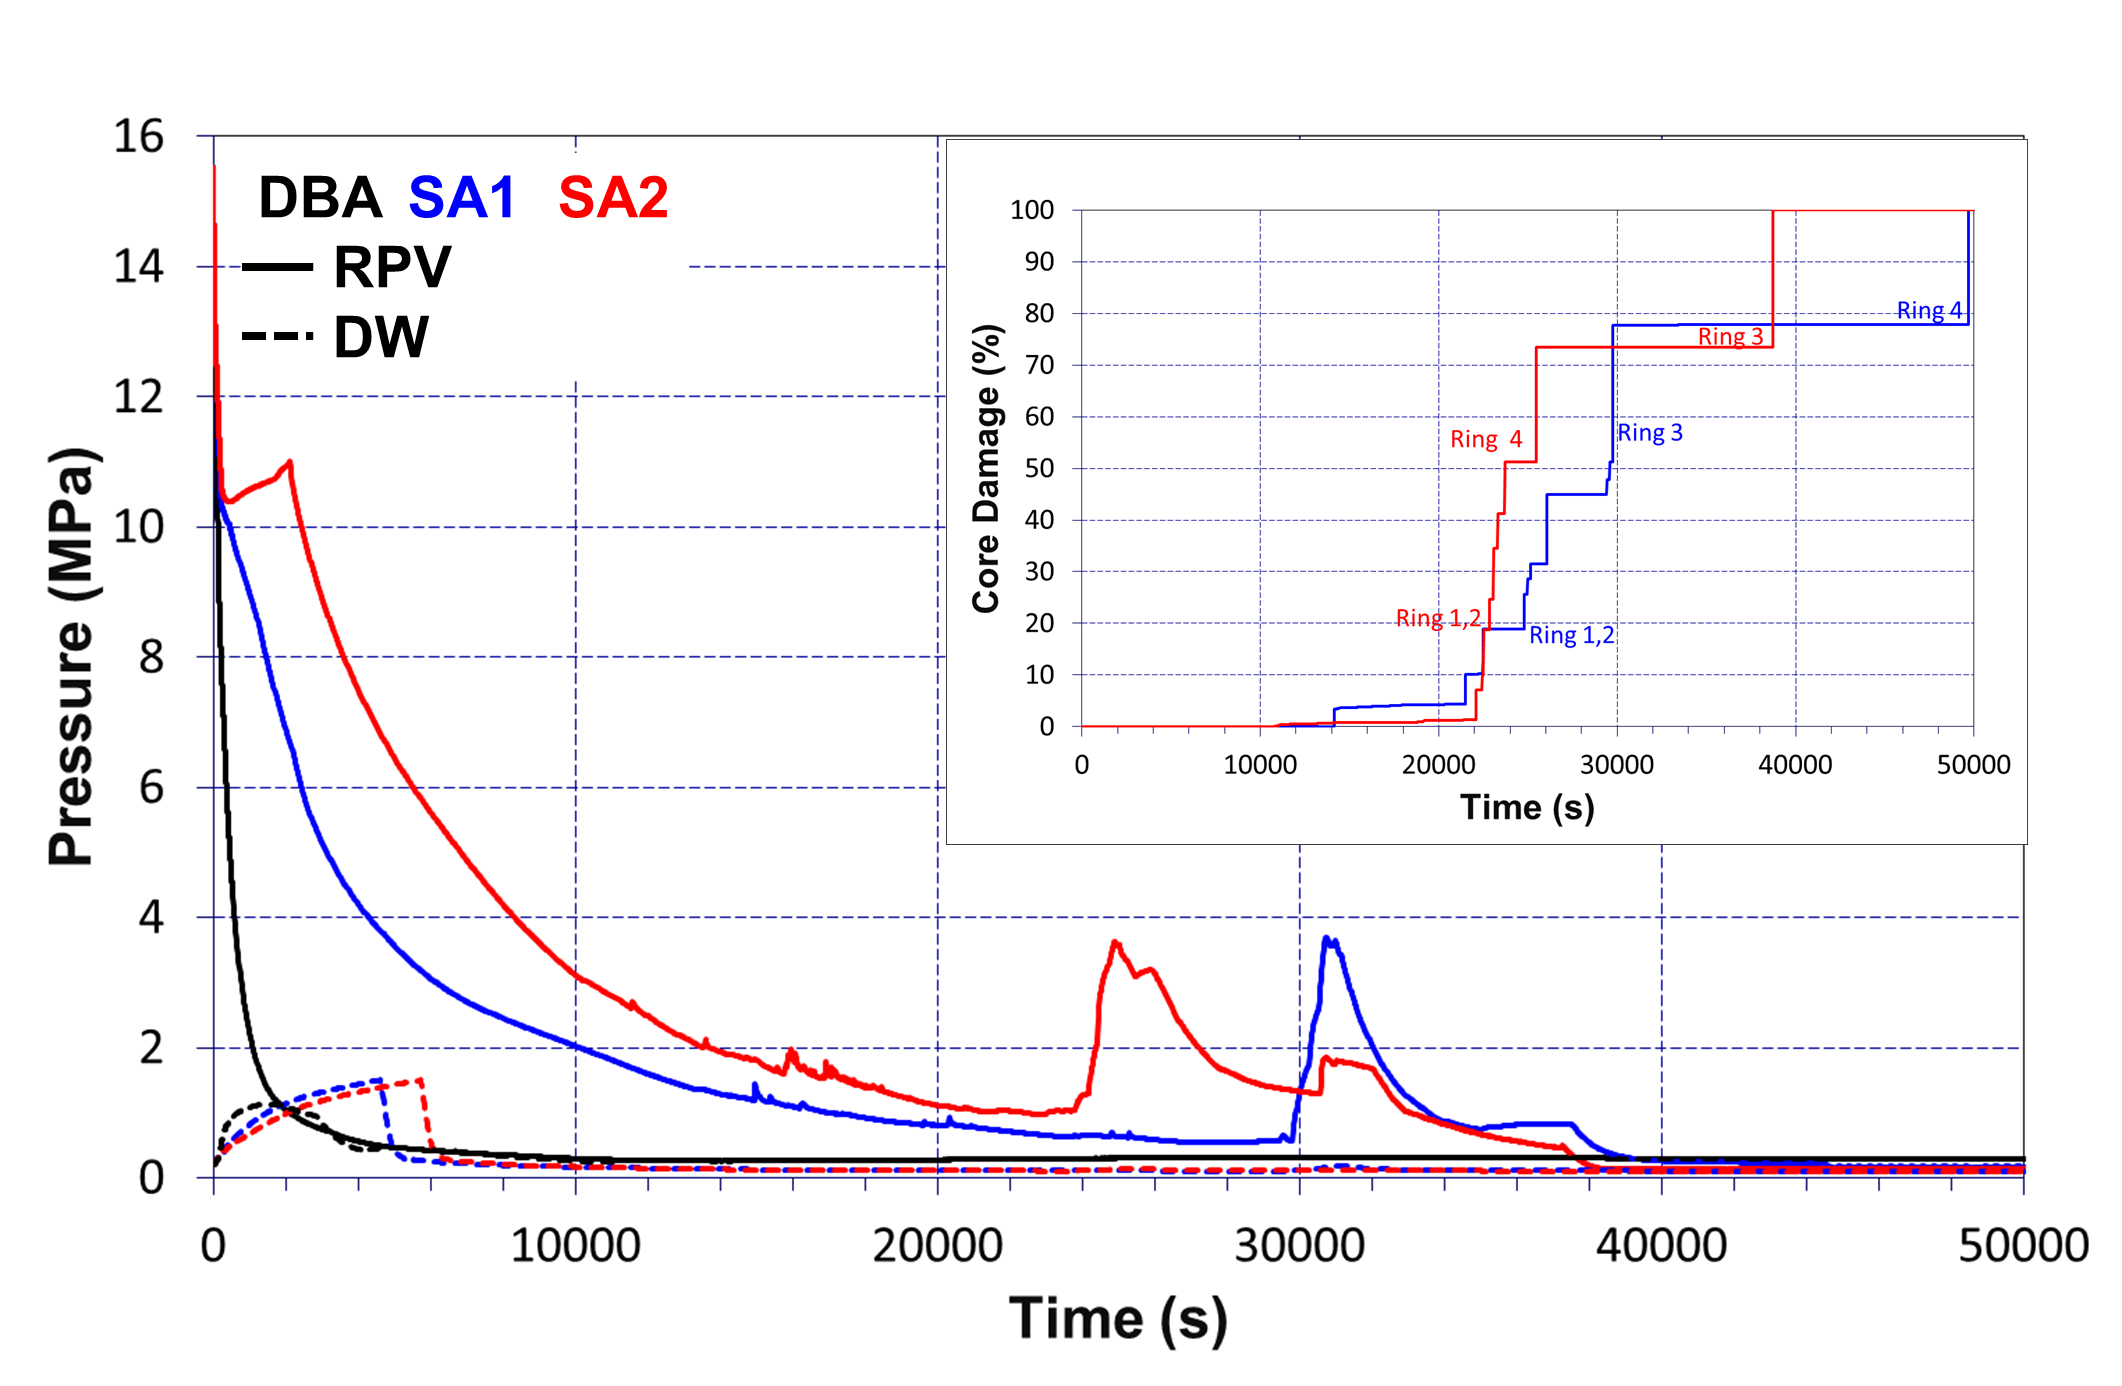 16
14
12
10
8
6
4
2
0
Pressure (MPa)
DBA SA1 SA2
RPV
DW
0 10000 20000 30000 40000 50000
Time (s)
100
90
80
70
60
50
40
30
20
10
0
Core Damage (%)
Ring 4
Ring 3
Ring 4
Ring 3
Ring 1,2
Ring 1,2
0 10000 20000 30000 40000 50000
Time (s)